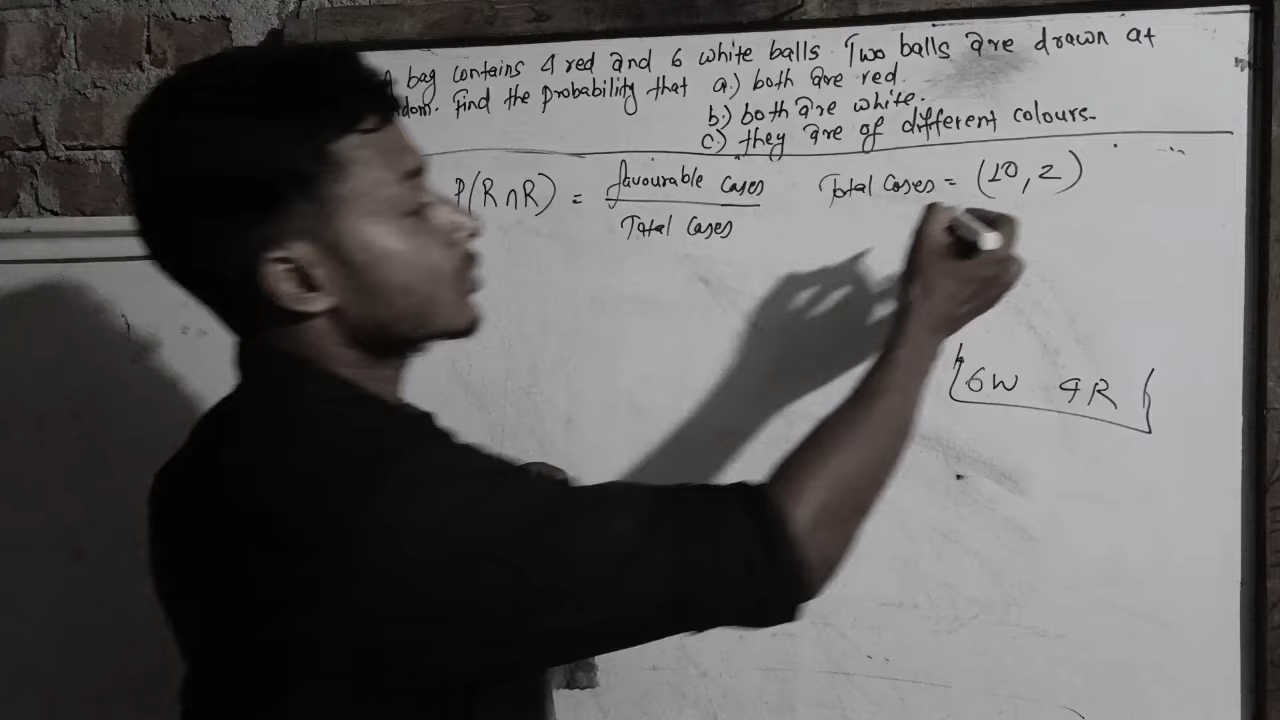 bag contains 4 red and 6 white balls. Two balls are drawn at
dom. Find the probability that a.) both are red.
b.) both are white.
c.) they are of different colours.
P(R∩R) = favourable cases / Total cases    Total cases = (10, 2)
6W 4R